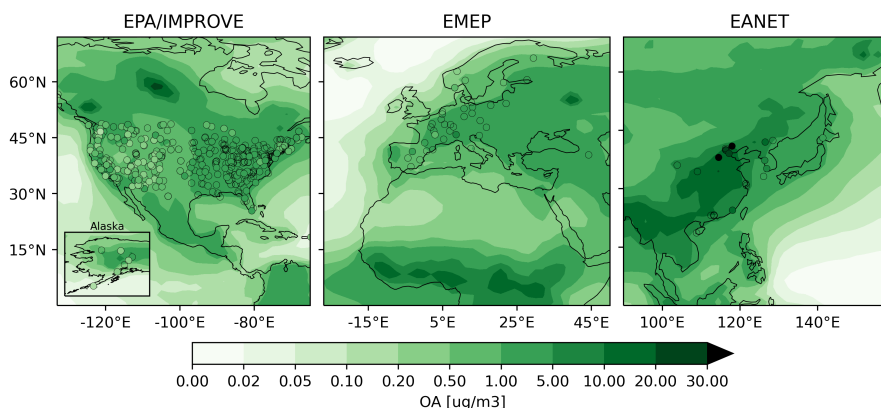 EPA/IMPROVE EMEP EANET
60°N
45°N
30°N
15°N
Alaska
-120°E -100°E -80°E -15°E 5°E 25°E 45°E 100°E 120°E 140°E
0.00 0.02 0.05 0.10 0.20 0.50 1.00 5.00 10.00 20.00 30.00
OA [ug/m3]